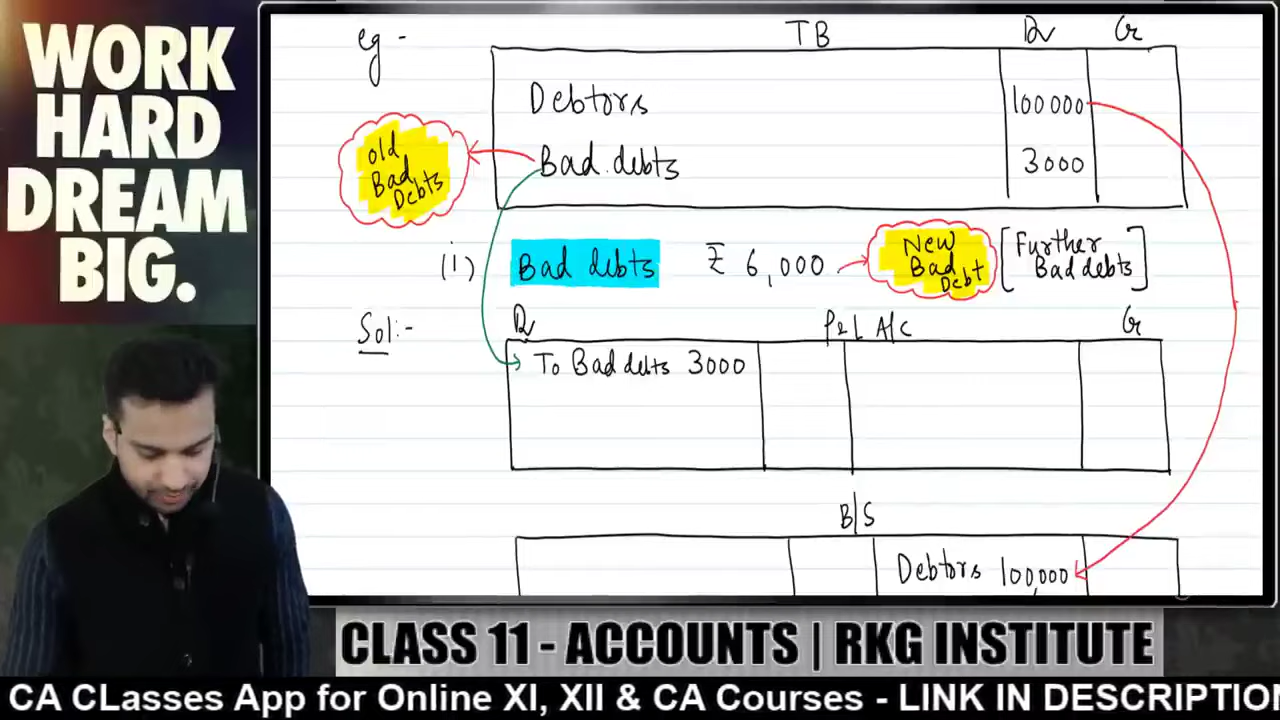 WORK
HARD
DREAM
BIG.
eg -
TB Dr Cr
Debtors 100000
Bad debts 3000
old
Bad
Debts
(i) Bad debts ₹ 6,000
New
Bad
Debt
[Further
Bad debts]
Sol:-
Dr P&L A/C Cr
To Bad debts 3000
B/S
Debtors 100,000
CLASS 11 - ACCOUNTS | RKG INSTITUTE
CA CLasses App for Online XI, XII & CA Courses - LINK IN DESCRIPTION